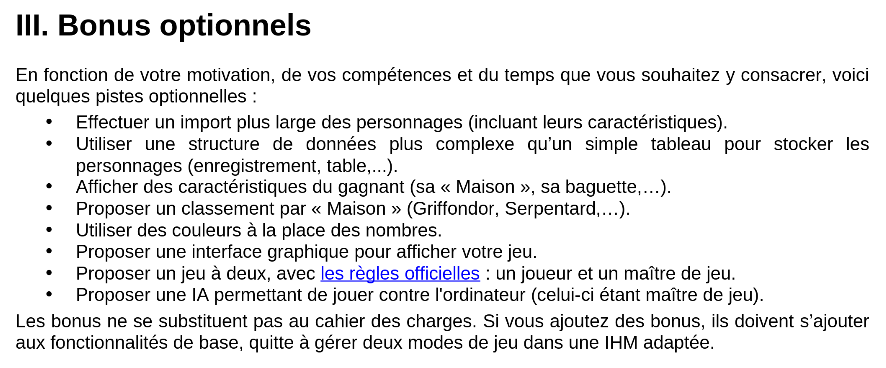 III. Bonus optionnels
En fonction de votre motivation, de vos compétences et du temps que vous souhaitez y consacrer, voici
quelques pistes optionnelles :
• Effectuer un import plus large des personnages (incluant leurs caractéristiques).
• Utiliser une structure de données plus complexe qu’un simple tableau pour stocker les
personnages (enregistrement, table,...).
• Afficher des caractéristiques du gagnant (sa « Maison », sa baguette,…).
• Proposer un classement par « Maison » (Griffondor, Serpentard,…).
• Utiliser des couleurs à la place des nombres.
• Proposer une interface graphique pour afficher votre jeu.
• Proposer un jeu à deux, avec les règles officielles : un joueur et un maître de jeu.
• Proposer une IA permettant de jouer contre l'ordinateur (celui-ci étant maître de jeu).
Les bonus ne se substituent pas au cahier des charges. Si vous ajoutez des bonus, ils doivent s’ajouter
aux fonctionnalités de base, quitte à gérer deux modes de jeu dans une IHM adaptée.